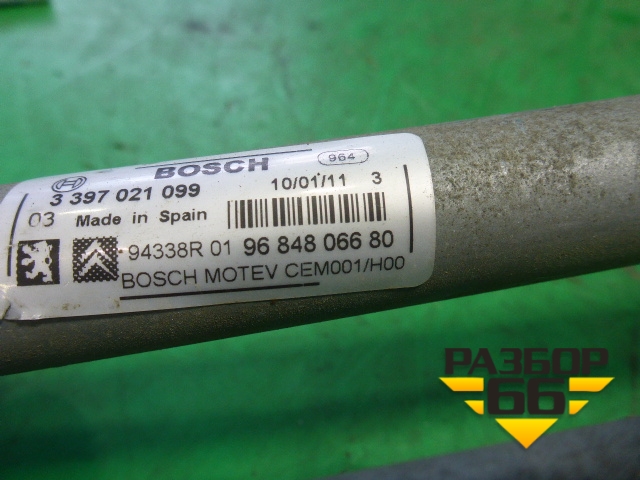 BOSCH 964
3 397 021 099 10/01/11 3
03 Made in Spain
94338R 01 96 848 066 80
BOSCH MOTEV CEM001/H00
РАЗБОР
66